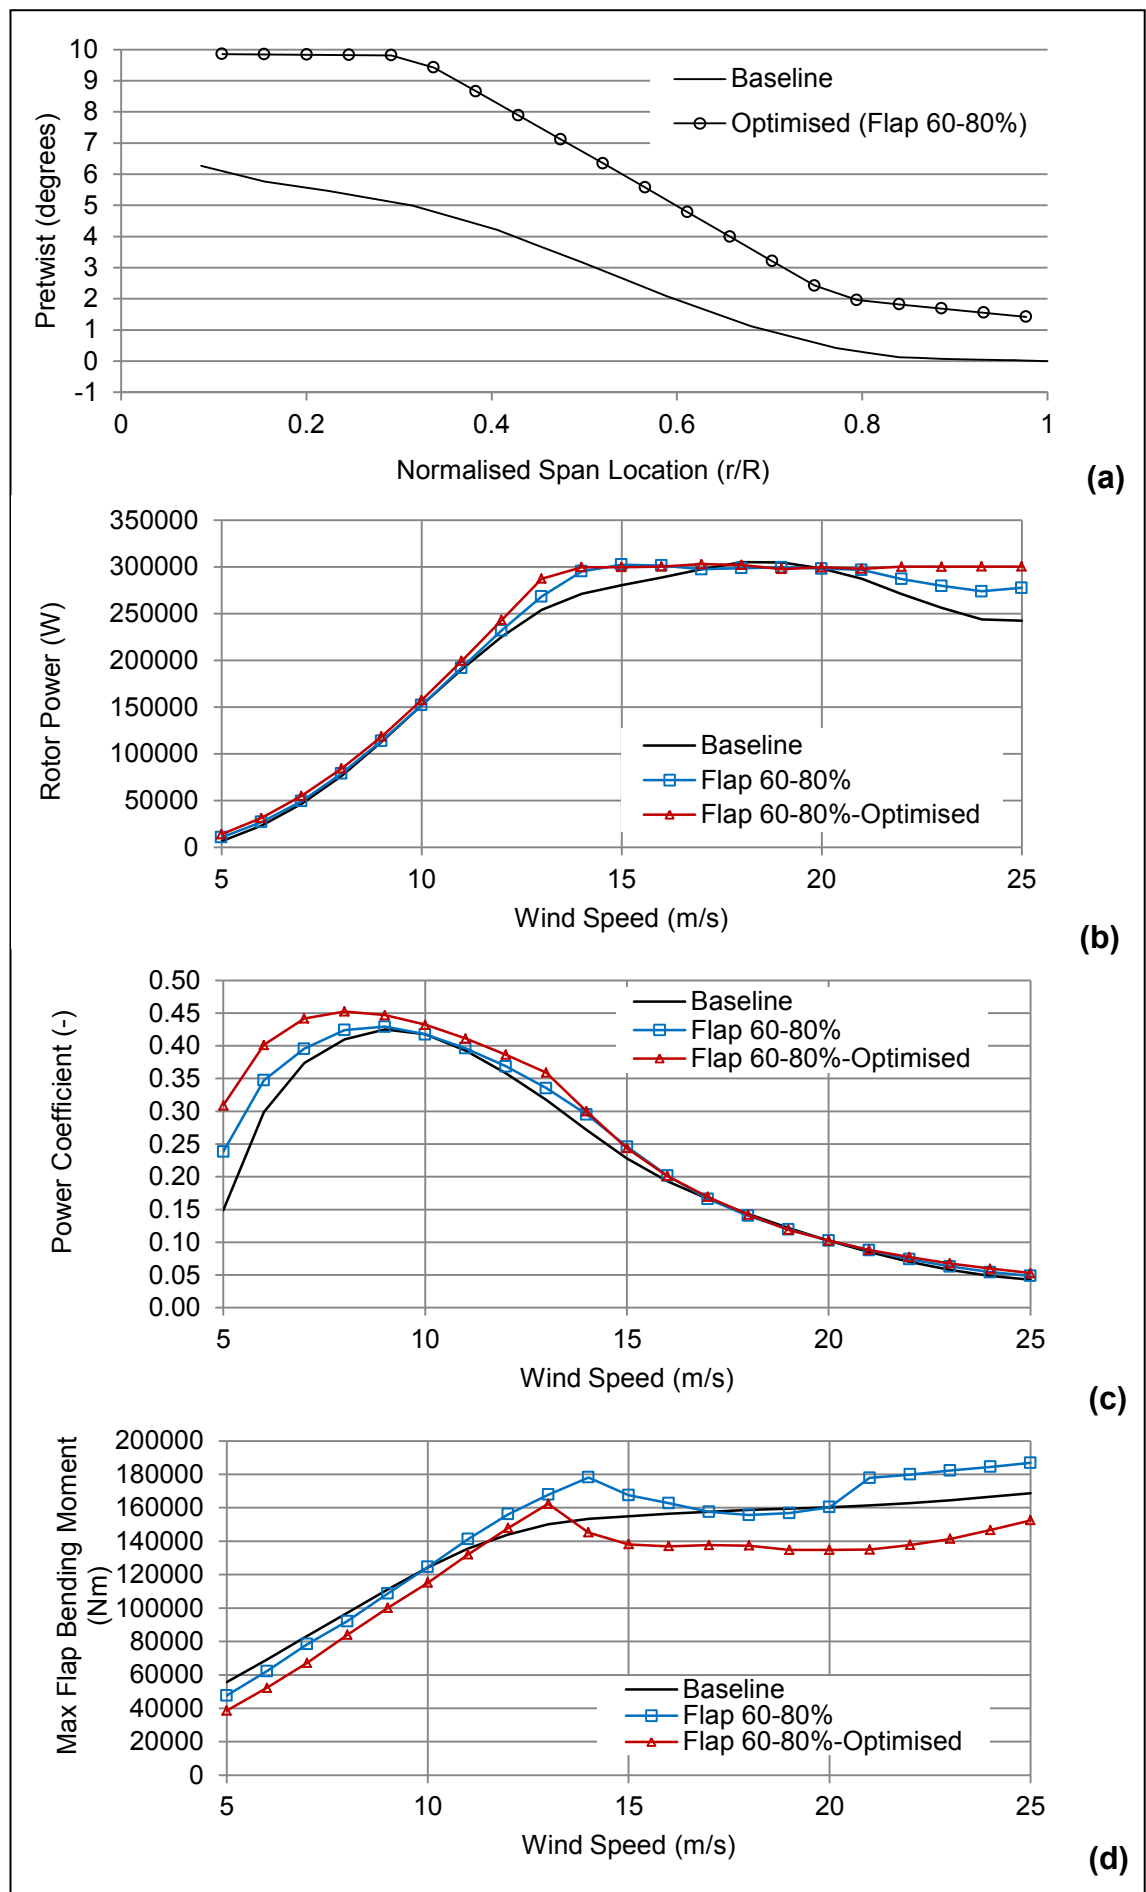 10
9
8
7
6
5
4
3
2
1
0
-1
Pretwist (degrees)
Baseline
Optimised (Flap 60-80%)
0
0.2
0.4
0.6
0.8
1
Normalised Span Location (r/R)
(a)
350000
300000
250000
200000
150000
100000
50000
0
Rotor Power (W)
Baseline
Flap 60-80%
Flap 60-80%-Optimised
5
10
15
20
25
Wind Speed (m/s)
(b)
0.50
0.45
0.40
0.35
0.30
0.25
0.20
0.15
0.10
0.05
0.00
Power Coefficient (-)
Baseline
Flap 60-80%
Flap 60-80%-Optimised
5
10
15
20
25
Wind Speed (m/s)
(c)
200000
180000
160000
140000
120000
100000
80000
60000
40000
20000
0
Max Flap Bending Moment
(Nm)
Baseline
Flap 60-80%
Flap 60-80%-Optimised
5
10
15
20
25
Wind Speed (m/s)
(d)